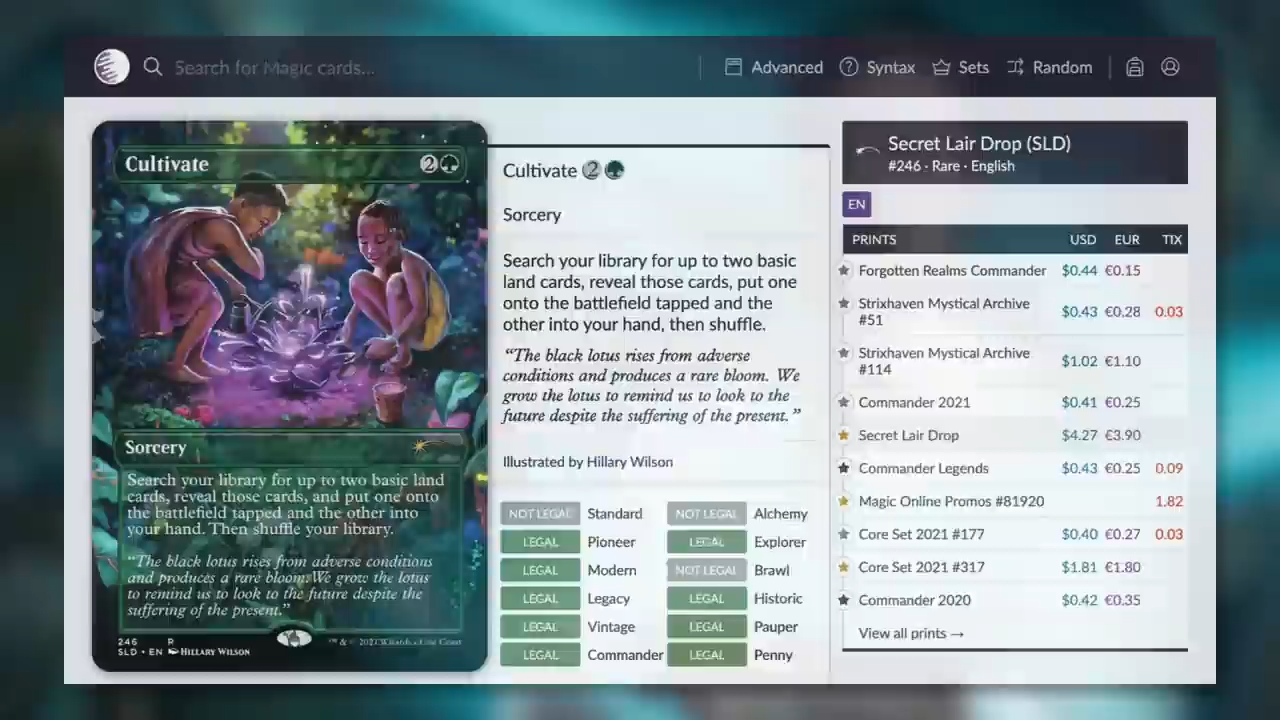 Search for Magic cards...
Advanced
Syntax
Sets
Random
Cultivate 2
Sorcery
Search your library for up to two basic land
cards, reveal those cards, and put one onto
the battlefield tapped and the other into
your hand. Then shuffle your library.
"The black lotus rises from adverse conditions
and produces a rare bloom. We grow the lotus
to remind us to look to the future despite the
suffering of the present."
246 R
SLD • EN HILLARY WILSON
Cultivate 2
Sorcery
Search your library for up to two basic
land cards, reveal those cards, put one
onto the battlefield tapped and the
other into your hand, then shuffle.
"The black lotus rises from adverse
conditions and produces a rare bloom. We
grow the lotus to remind us to look to the
future despite the suffering of the present."
Illustrated by Hillary Wilson
NOT LEGAL Standard NOT LEGAL Alchemy
LEGAL Pioneer LEGAL Explorer
LEGAL Modern NOT LEGAL Brawl
LEGAL Legacy LEGAL Historic
LEGAL Vintage LEGAL Pauper
LEGAL Commander LEGAL Penny
Secret Lair Drop (SLD)
#246 · Rare · English
EN
PRINTS USD EUR TIX
Forgotten Realms Commander $0.44 €0.15
Strixhaven Mystical Archive
#51 $0.43 €0.28 0.03
Strixhaven Mystical Archive
#114 $1.02 €1.10
Commander 2021 $0.41 €0.25
Secret Lair Drop $4.27 €3.90
Commander Legends $0.43 €0.25 0.09
Magic Online Promos #81920 1.82
Core Set 2021 #177 $0.40 €0.27 0.03
Core Set 2021 #317 $1.81 €1.80
Commander 2020 $0.42 €0.35
View all prints →